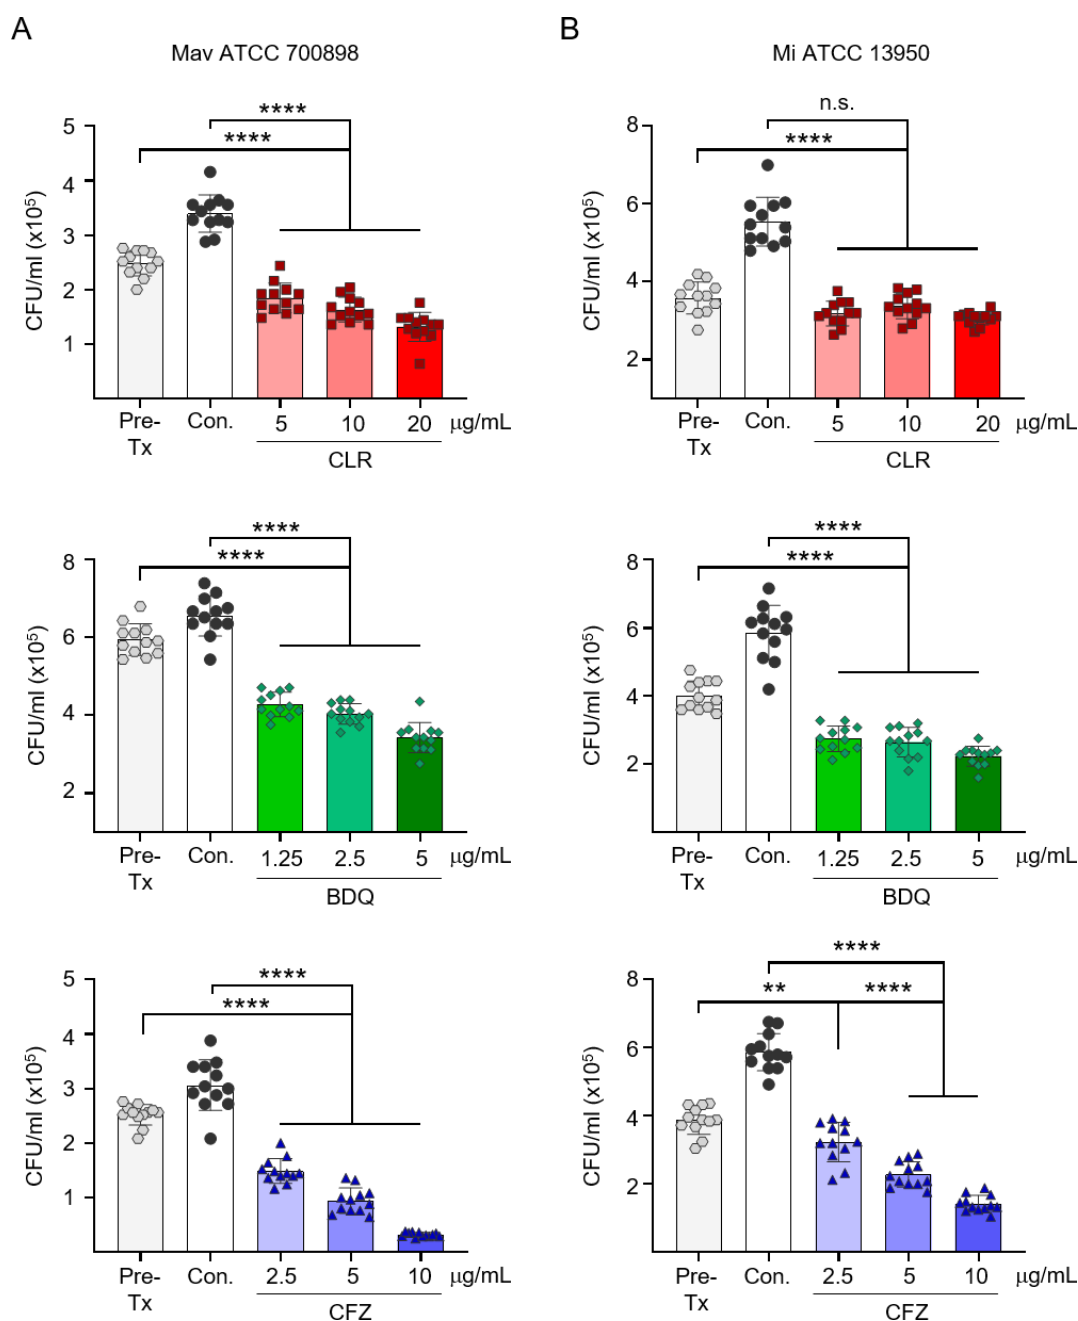 A
Mav ATCC 700898
****
****
CFU/ml (x10⁵)
5
4
3
2
1
Pre-Tx Con. 5 10 20 μg/mL
CLR
B
Mi ATCC 13950
n.s.
****
CFU/ml (x10⁵)
8
6
4
2
Pre-Tx Con. 5 10 20 μg/mL
CLR
****
****
CFU/ml (x10⁵)
8
6
4
2
Pre-Tx Con. 1.25 2.5 5 μg/mL
BDQ
****
****
CFU/ml (x10⁵)
8
6
4
2
Pre-Tx Con. 1.25 2.5 5 μg/mL
BDQ
****
****
CFU/ml (x10⁵)
5
4
3
2
1
Pre-Tx Con. 2.5 5 10 μg/mL
CFZ
****
** ****
CFU/ml (x10⁵)
8
6
4
2
Pre-Tx Con. 2.5 5 10 μg/mL
CFZ